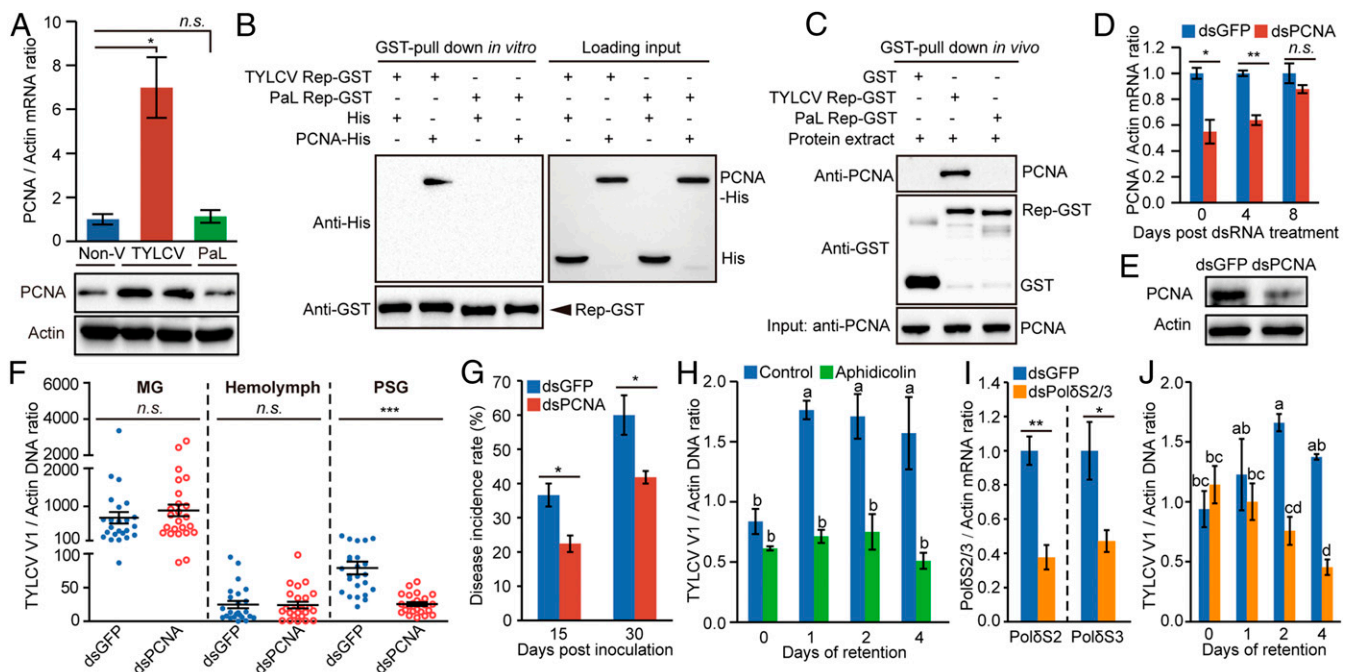 A
PCNA / Actin mRNA ratio
10
8
6
4
2
0
n.s.
*
Non-V TYLCV PaL
PCNA
Actin
B
GST-pull down in vitro Loading input
TYLCV Rep-GST + + - - + + - -
PaL Rep-GST - - + + - - + +
His + - + - + - + -
PCNA-His - + - + - + - +
Anti-His
PCNA -His
His
Anti-GST Rep-GST
C
GST-pull down in vivo
GST + - -
TYLCV Rep-GST - + -
PaL Rep-GST - - +
Protein extract + + +
Anti-PCNA PCNA
Rep-GST
Anti-GST
GST
Input: anti-PCNA PCNA
D
dsGFP dsPCNA
PCNA / Actin mRNA ratio
1.4
1.2
1.0
0.8
0.6
0.4
0.2
0
* ** n.s.
0 4 8
Days post dsRNA treatment
E
dsGFP dsPCNA
PCNA
Actin
F
TYLCV V1 / Actin DNA ratio
6000
4000
2000
2000
1000
100
100
50
0
MG Hemolymph PSG
n.s. n.s. ***
dsGFP dsPCNA dsGFP dsPCNA dsGFP dsPCNA
G
dsGFP
dsPCNA
Disease incidence rate (%)
70
60
50
40
30
20
10
0
* *
15 30
Days post inoculation
H
Control Aphidicolin
TYLCV V1 / Actin DNA ratio
2.0
1.5
1.0
0.5
0.0
b b a b a b a b
0 1 2 4
Days of retention
I
dsGFP
dsPolδS2/3
PolδS2/3 / Actin mRNA ratio
1.4
1.2
1.0
0.8
0.6
0.4
0.2
0
** *
PolδS2 PolδS3
J
TYLCV V1 / Actin DNA ratio
2.0
1.5
1.0
0.5
0.0
bc bc ab bc a cd ab d
0 1 2 4
Days of retention